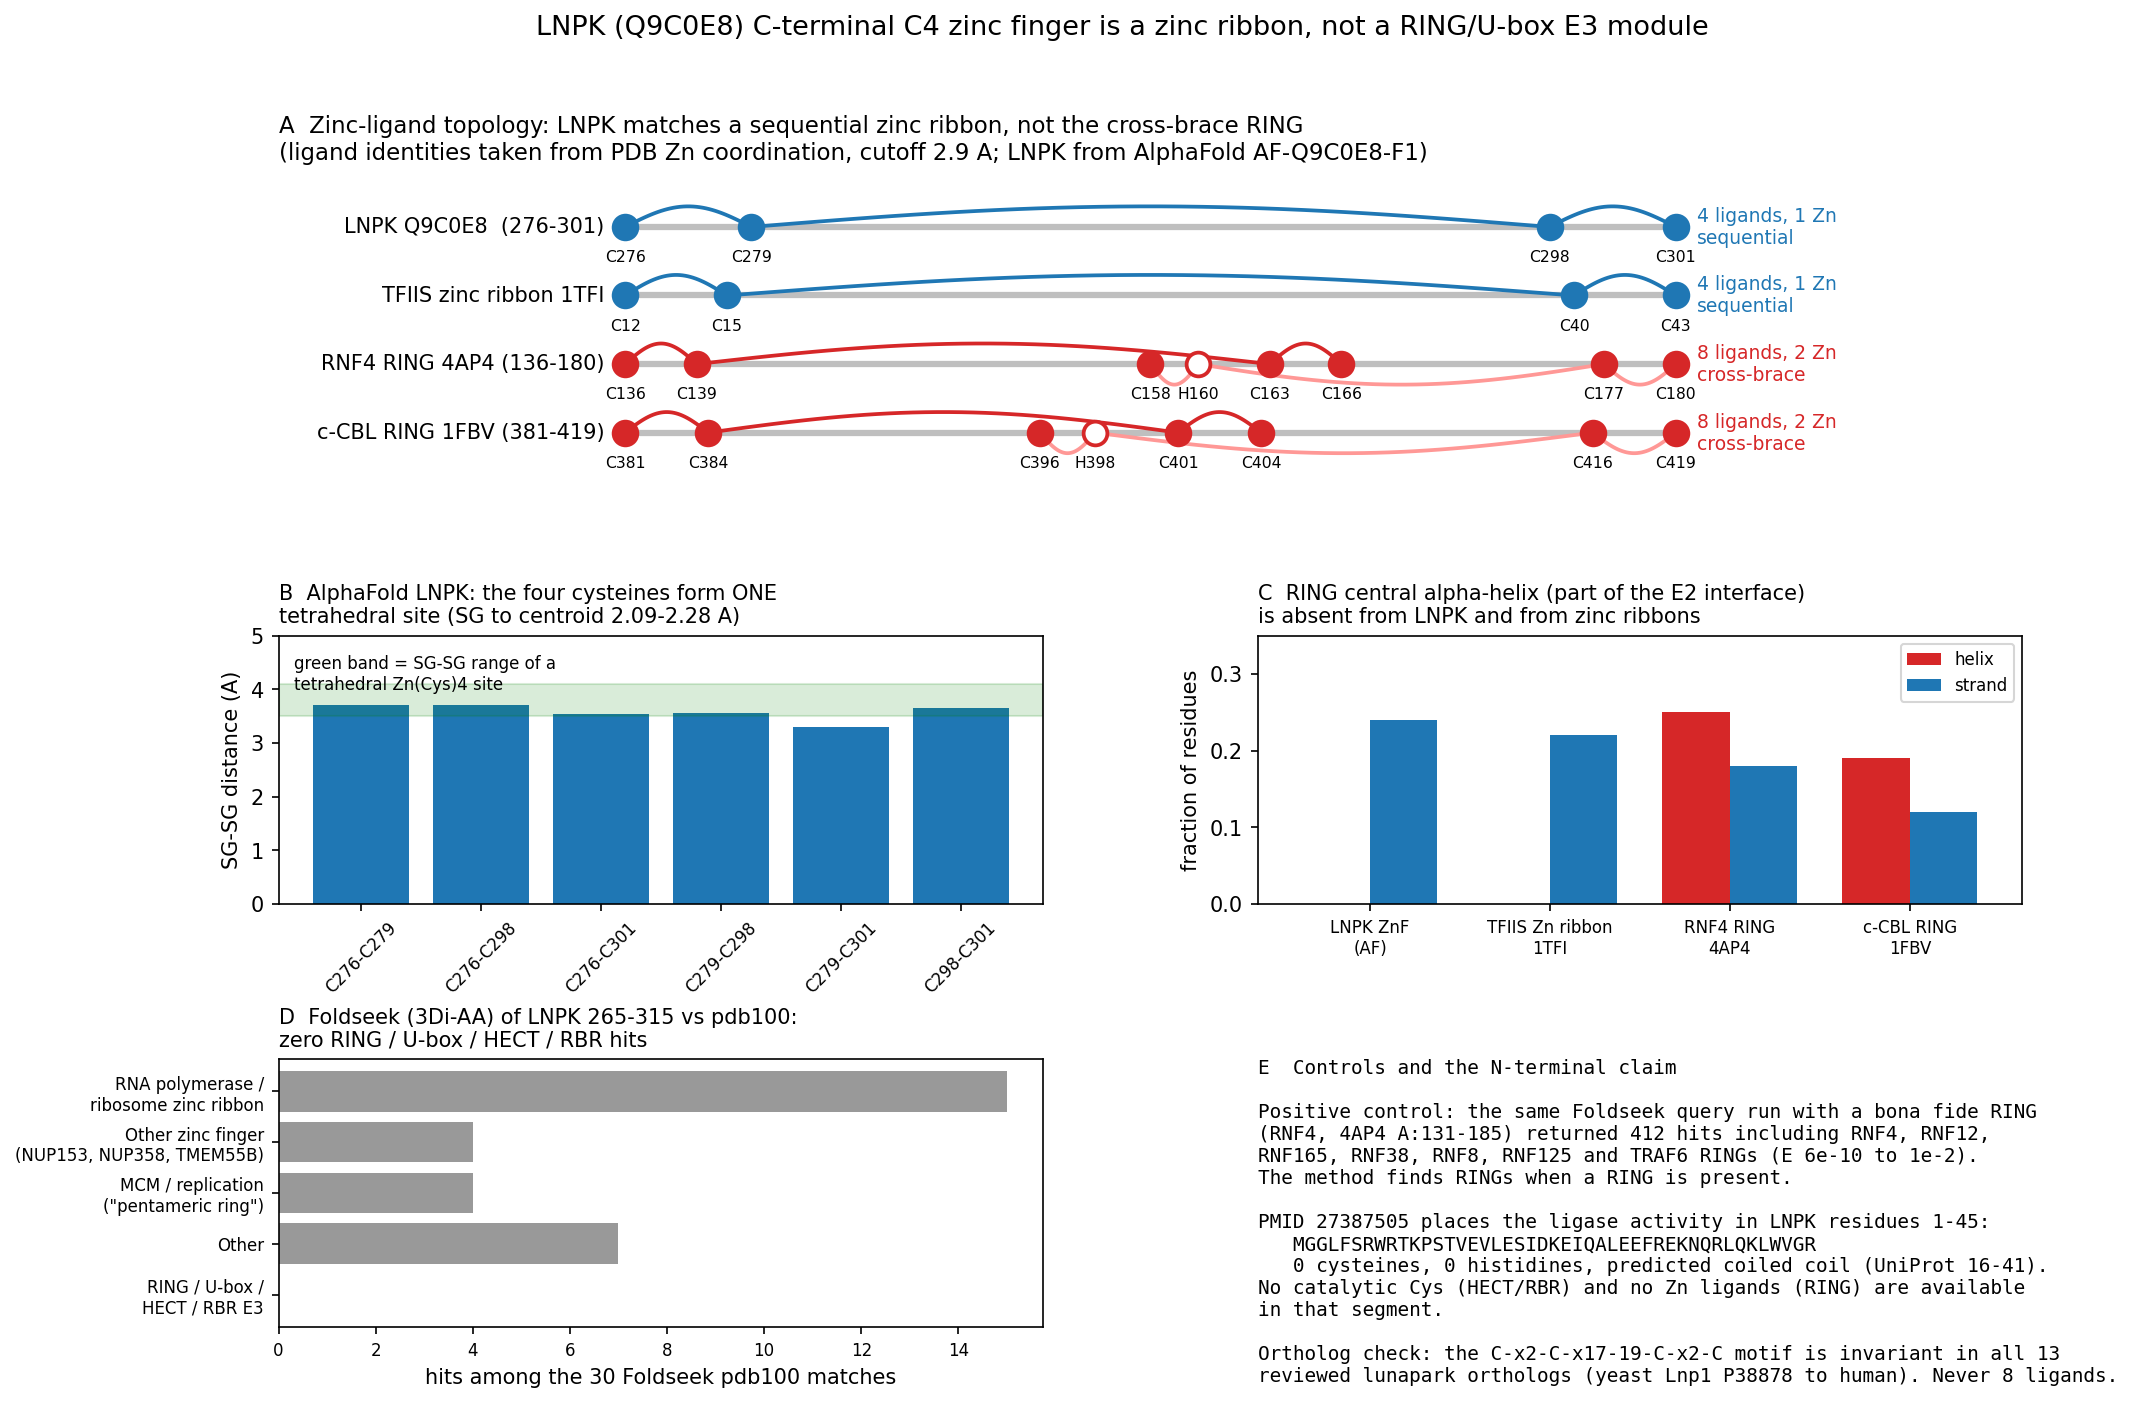 LNPK (Q9C0E8) C-terminal C4 zinc finger is a zinc ribbon, not a RING/U-box E3 module
A  Zinc-ligand topology: LNPK matches a sequential zinc ribbon, not the cross-brace RING
(ligand identities taken from PDB Zn coordination, cutoff 2.9 A; LNPK from AlphaFold AF-Q9C0E8-F1)
LNPK Q9C0E8  (276-301)
C276 C279 C298 C301
4 ligands, 1 Zn
sequential
TFIIS zinc ribbon 1TFI
C12 C15 C40 C43
4 ligands, 1 Zn
sequential
RNF4 RING 4AP4 (136-180)
C136 C139 C158 H160 C163 C166 C177 C180
8 ligands, 2 Zn
cross-brace
c-CBL RING 1FBV (381-419)
C381 C384 C396 H398 C401 C404 C416 C419
8 ligands, 2 Zn
cross-brace
B  AlphaFold LNPK: the four cysteines form ONE
tetrahedral site (SG to centroid 2.09-2.28 A)
green band = SG-SG range of a
tetrahedral Zn(Cys)4 site
SG-SG distance (A)
5
4
3
2
1
0
C276-C279
C276-C298
C276-C301
C279-C298
C279-C301
C298-C301
C  RING central alpha-helix (part of the E2 interface)
is absent from LNPK and from zinc ribbons
helix
strand
fraction of residues
0.3
0.2
0.1
0.0
LNPK ZnF
(AF)
TFIIS Zn ribbon
1TFI
RNF4 RING
4AP4
c-CBL RING
1FBV
D  Foldseek (3Di-AA) of LNPK 265-315 vs pdb100:
zero RING / U-box / HECT / RBR hits
RNA polymerase /
ribosome zinc ribbon
Other zinc finger
(NUP153, NUP358, TMEM55B)
MCM / replication
("pentameric ring")
Other
RING / U-box /
HECT / RBR E3
0 2 4 6 8 10 12 14
hits among the 30 Foldseek pdb100 matches
E  Controls and the N-terminal claim
Positive control: the same Foldseek query run with a bona fide RING
(RNF4, 4AP4 A:131-185) returned 412 hits including RNF4, RNF12,
RNF165, RNF38, RNF8, RNF125 and TRAF6 RINGs (E 6e-10 to 1e-2).
The method finds RINGs when a RING is present.
PMID 27387505 places the ligase activity in LNPK residues 1-45:
MGGLFSRWRTKPSTVEVLESIDKEIQALEEFREKNQRLQKLWVGR
0 cysteines, 0 histidines, predicted coiled coil (UniProt 16-41).
No catalytic Cys (HECT/RBR) and no Zn ligands (RING) are available
in that segment.
Ortholog check: the C-x2-C-x17-19-C-x2-C motif is invariant in all 13
reviewed lunapark orthologs (yeast Lnp1 P38878 to human). Never 8 ligands.